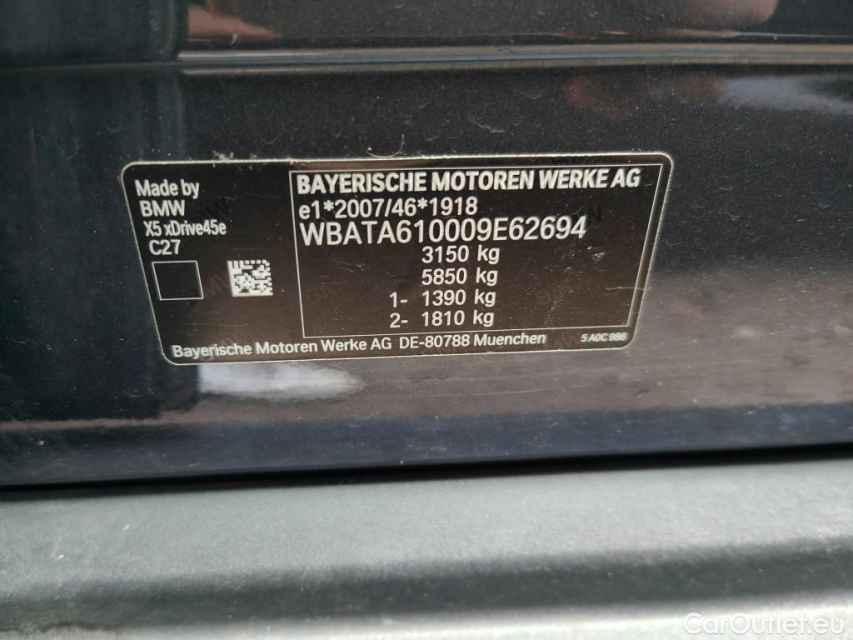 Made by
BMW
X5 xDrive45e
C27
BAYERISCHE MOTOREN WERKE AG
e1*2007/46*1918
WBATA610009E62694
3150 kg
5850 kg
1- 1390 kg
2- 1810 kg
Bayerische Motoren Werke AG DE-80788 Muenchen
5 A0C 986
CarOutlet.eu